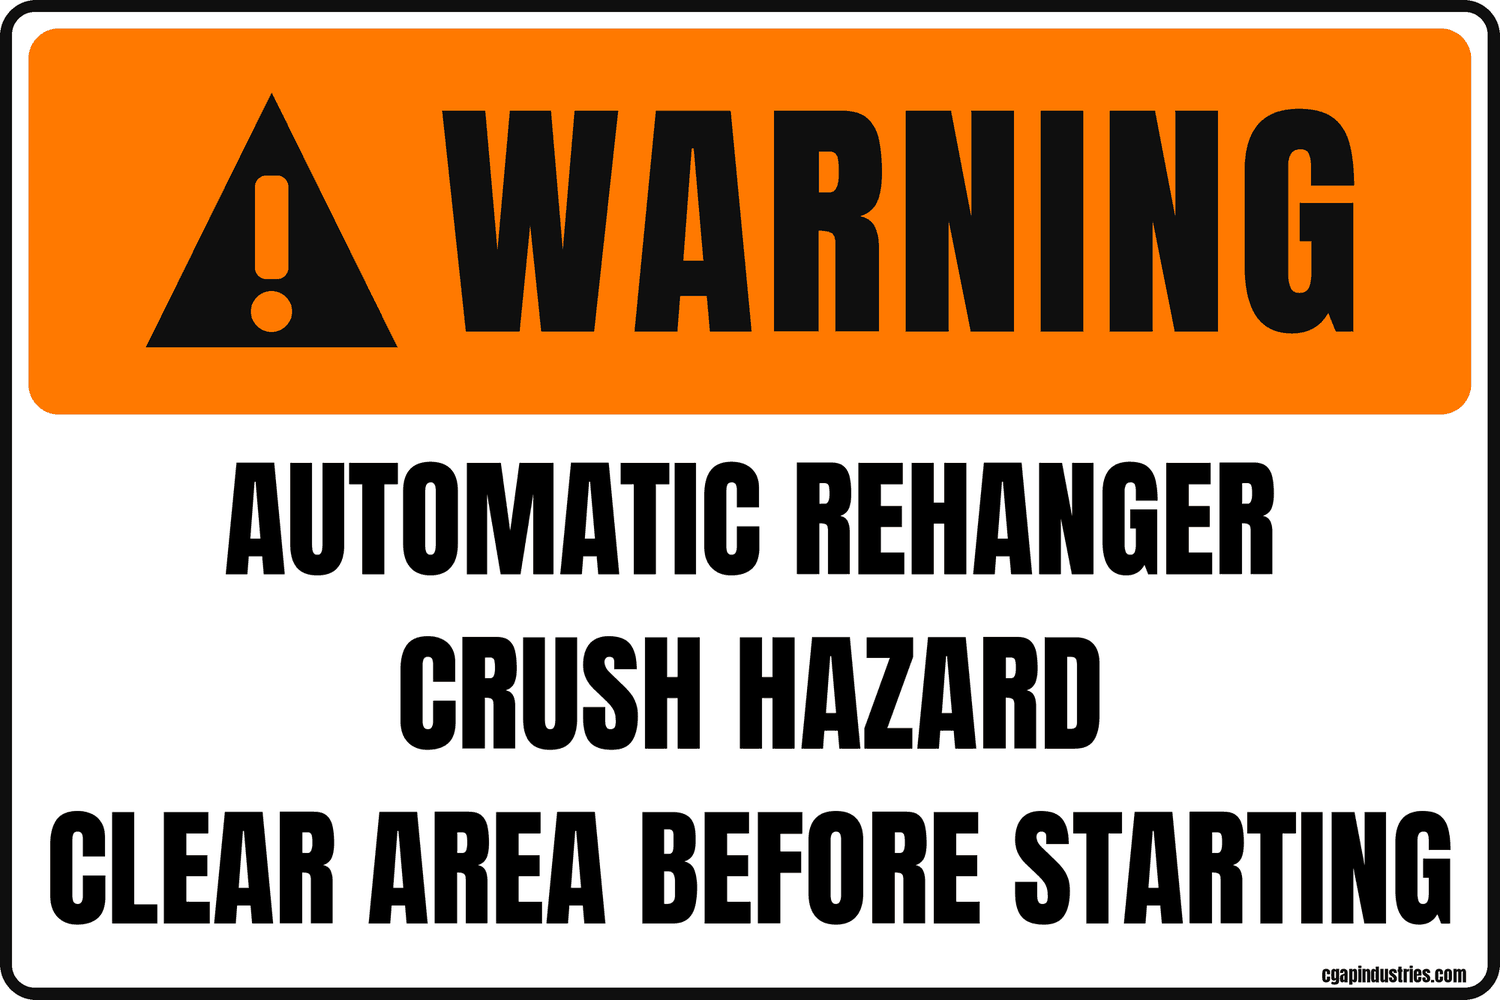 WARNING
AUTOMATIC REHANGER
CRUSH HAZARD
CLEAR AREA BEFORE STARTING
cgapindustries.com